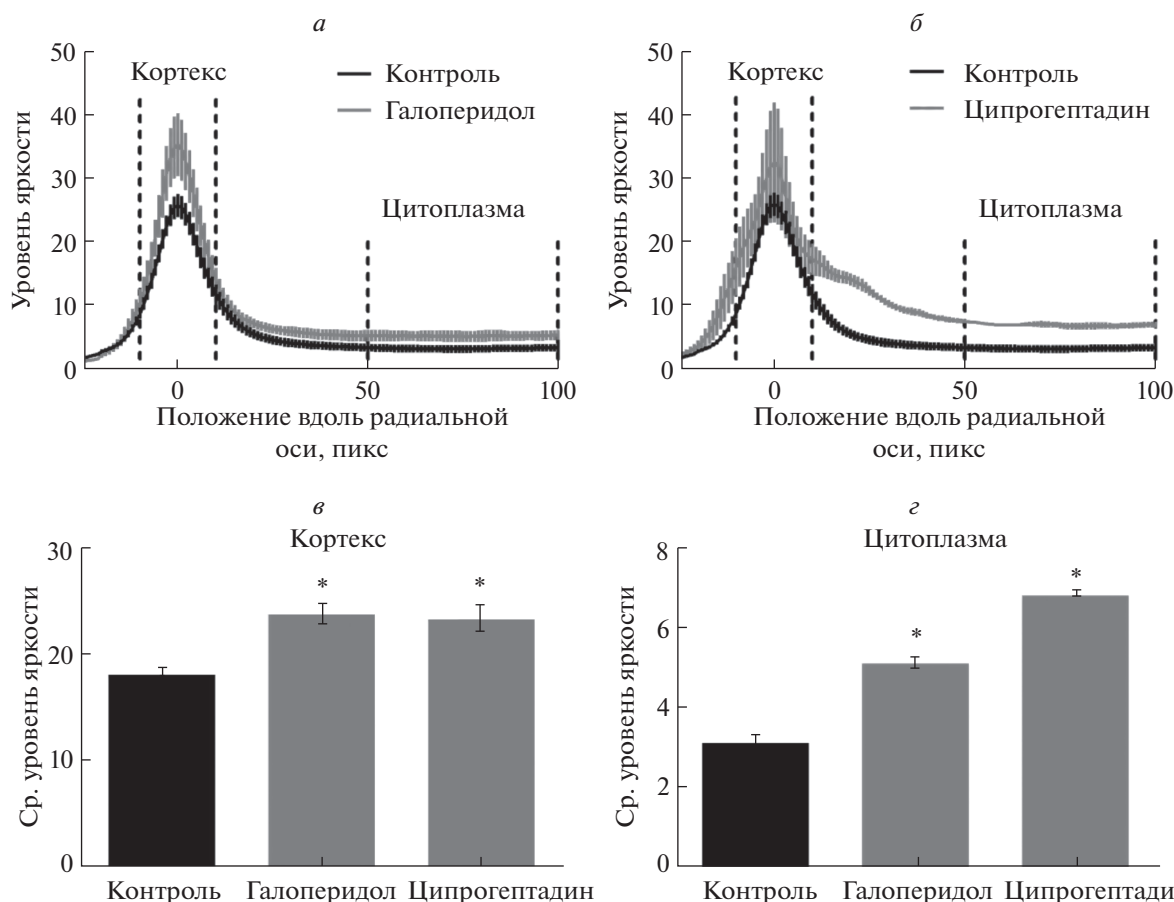 а
50
40
30
20
10
0
Уровень яркости
Кортекс
Контроль
Галоперидол
Цитоплазма
0
50
100
Положение вдоль радиальной
оси, пикс
б
50
40
30
20
10
0
Уровень яркости
Кортекс
Контроль
Ципрогептадин
Цитоплазма
0
50
100
Положение вдоль радиальной
оси, пикс
в
Кортекс
30
20
10
0
Ср. уровень яркости
*
*
Контроль
Галоперидол
Ципрогептадин
г
Цитоплазма
8
6
4
2
0
Ср. уровень яркости
*
*
Контроль
Галоперидол
Ципрогептади